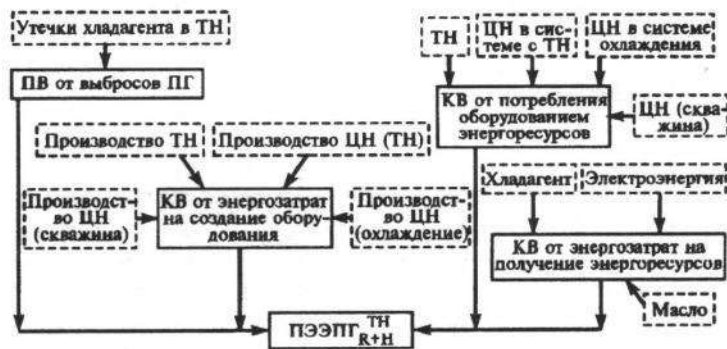 Утечки хладагента в ТН
ПВ от выбросов ПГ
ТН
ЦН в сис-
теме с ТН
ЦН в системе
охлаждения
КВ от потребления
оборудованием
энергоресурсов
ЦН (сква-
жина)
Производство ТН
Производство ЦН (ТН)
Производст-
во ЦН
(скважина)
КВ от энергозатрат
на создание обору-
дования
Производст-
во ЦН
(охлаждение)
Хладагент
Электроэнергия
КВ от энергозатрат на
получение энергоресурсов
Масло
ПЭЭПГ ТН R+H